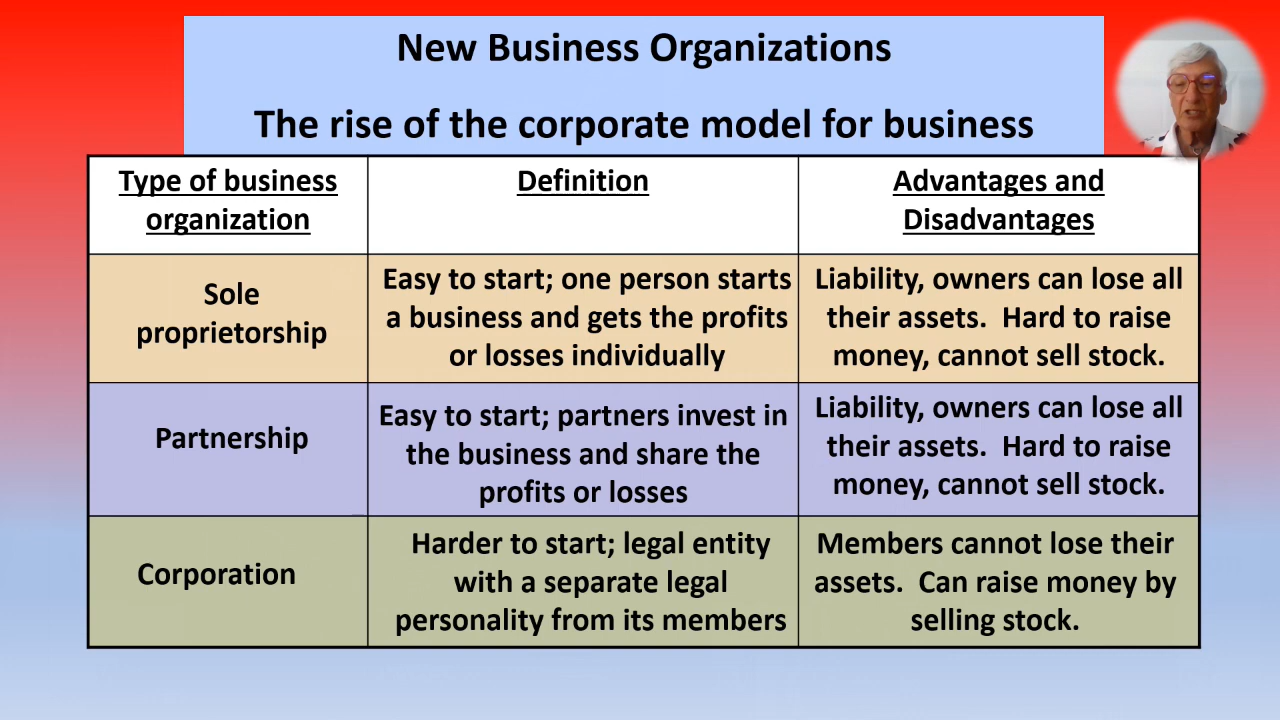 New Business Organizations
The rise of the corporate model for business
Type of business
organization
Definition
Advantages and
Disadvantages
Sole
proprietorship
Easy to start; one person starts
a business and gets the profits
or losses individually
Liability, owners can lose all
their assets.  Hard to raise
money, cannot sell stock.
Partnership
Easy to start; partners invest in
the business and share the
profits or losses
Liability, owners can lose all
their assets.  Hard to raise
money, cannot sell stock.
Corporation
Harder to start; legal entity
with a separate legal
personality from its members
Members cannot lose their
assets.  Can raise money by
selling stock.